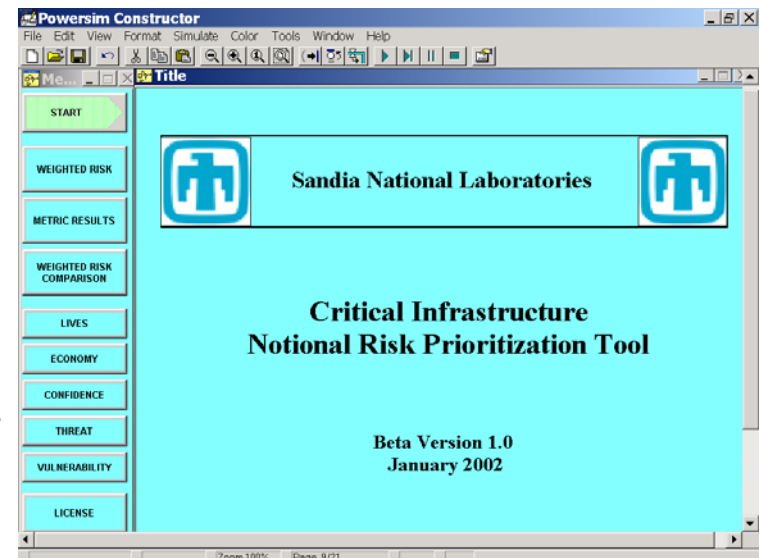 Powersim Constructor
File Edit View Format Simulate Color Tools Window Help
Me...
Title
START
WEIGHTED RISK
METRIC RESULTS
WEIGHTED RISK
COMPARISON
LIVES
ECONOMY
CONFIDENCE
THREAT
VULNERABILITY
LICENSE
Sandia National Laboratories
Critical Infrastructure
Notional Risk Prioritization Tool
Beta Version 1.0
January 2002
Zoom 100% Page 9/21